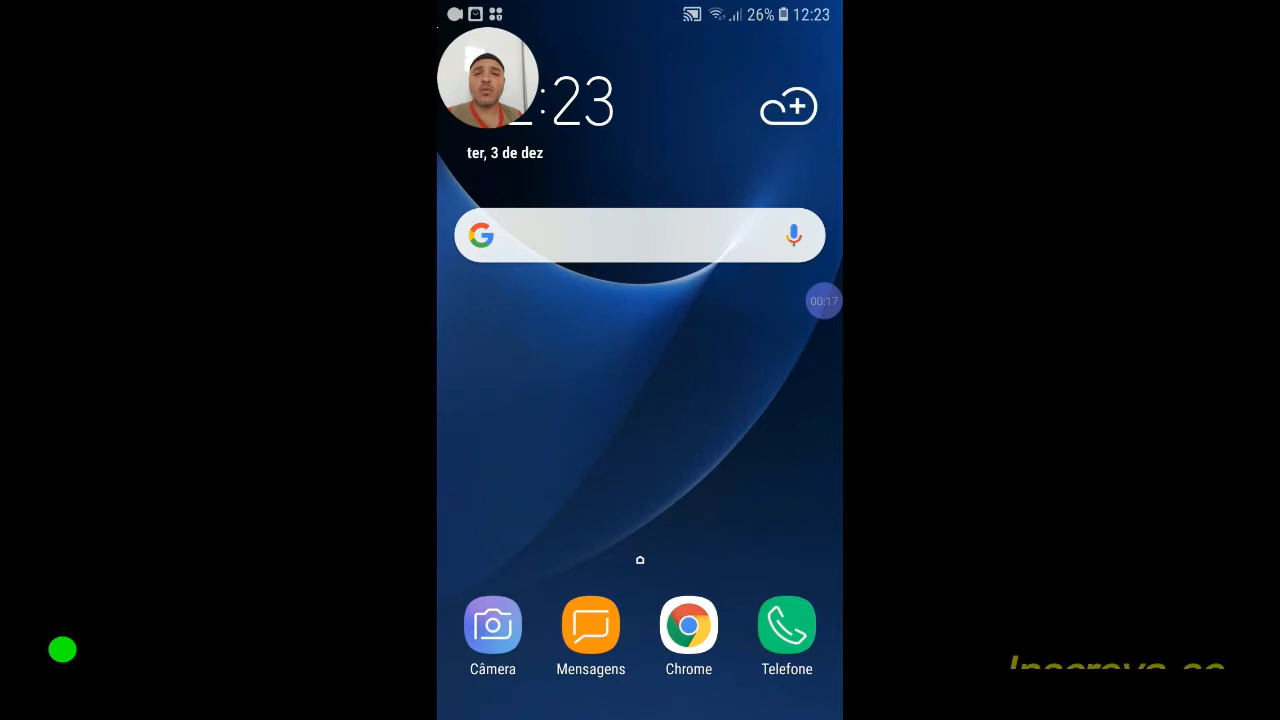 26% 12:23
:23
ter, 3 de dez
G
00:17
Câmera
Mensagens
Chrome
Telefone